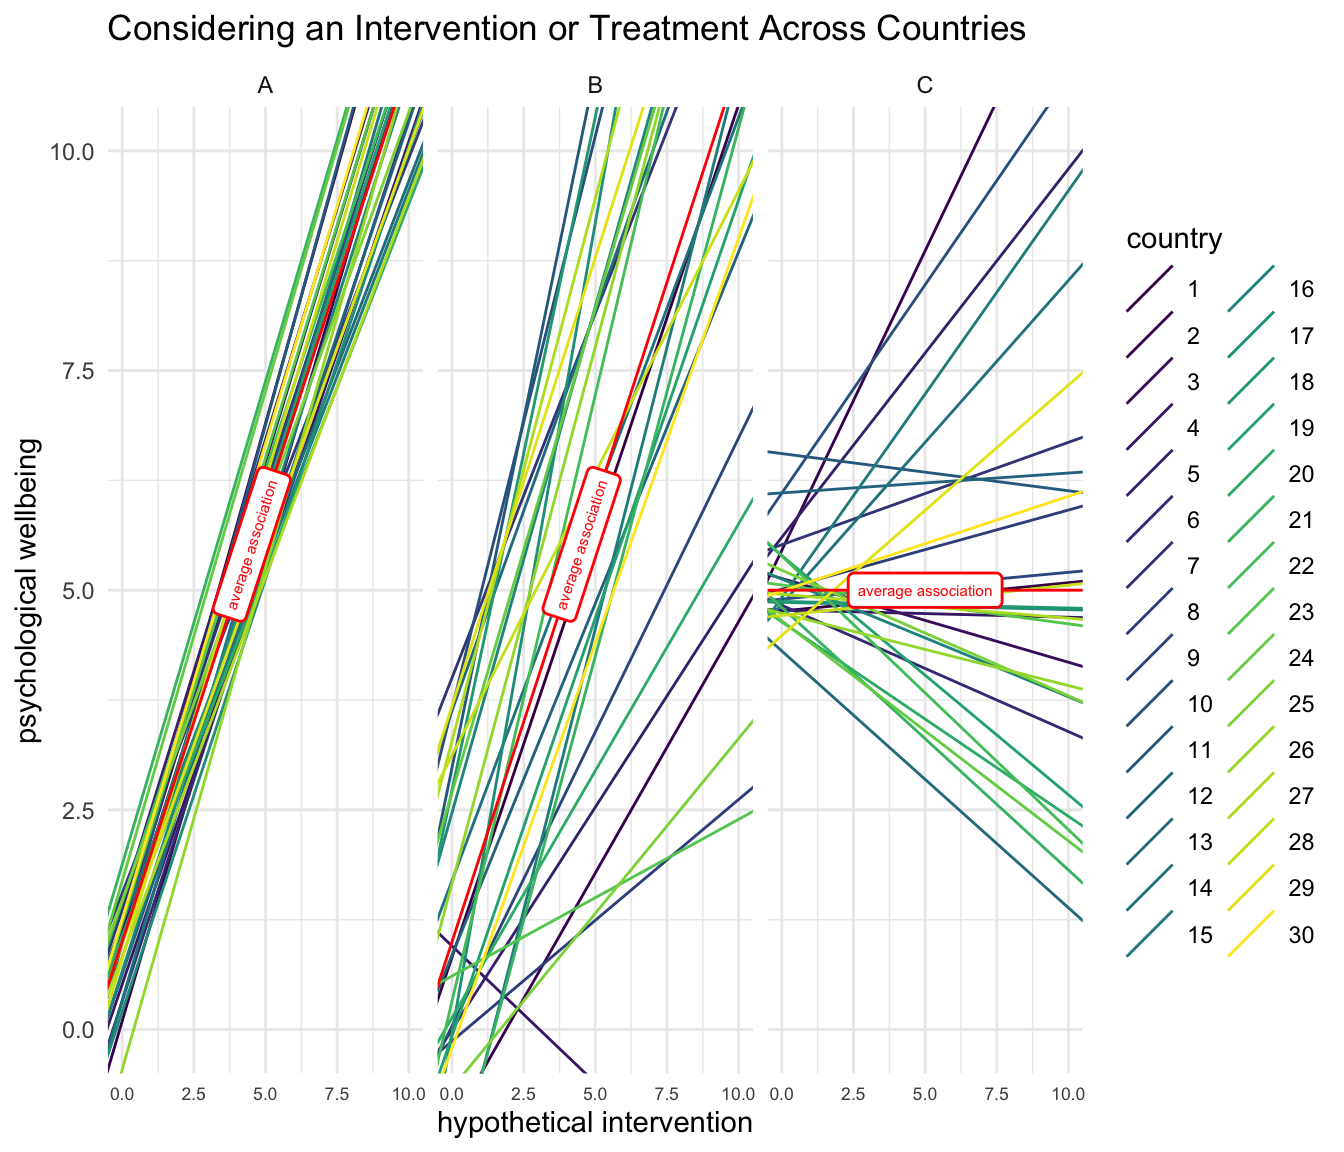 Considering an Intervention or Treatment Across Countries
A
B
C
psychological wellbeing
10.0
7.5
5.0
2.5
0.0
average association
average association
average association
0.0 2.5 5.0 7.5 10.0
0.0 2.5 5.0 7.5 10.0
0.0 2.5 5.0 7.5 10.0
hypothetical intervention
country
1
2
3
4
5
6
7
8
9
10
11
12
13
14
15
16
17
18
19
20
21
22
23
24
25
26
27
28
29
30